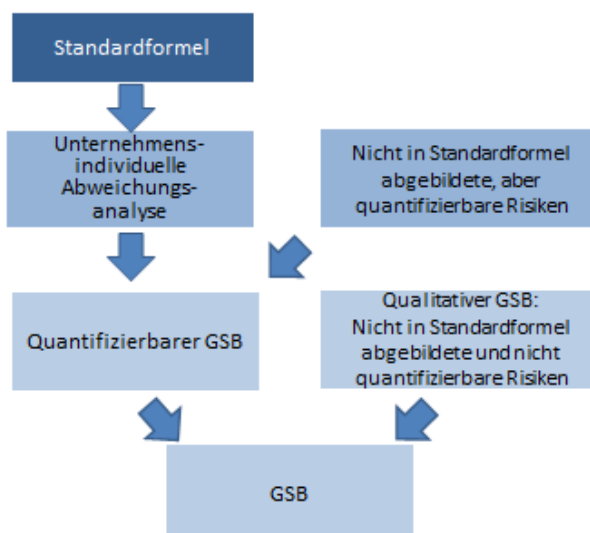 Standardformel
Unternehmens-
individuelle
Abweichungs-
analyse
Nicht in Standardformel
abgebildete, aber
quantifizierbare Risiken
Quantifizierbarer GSB
Qualitativer GSB:
Nicht in Standardformel
abgebildete und nicht
quantifizierbare Risiken
GSB